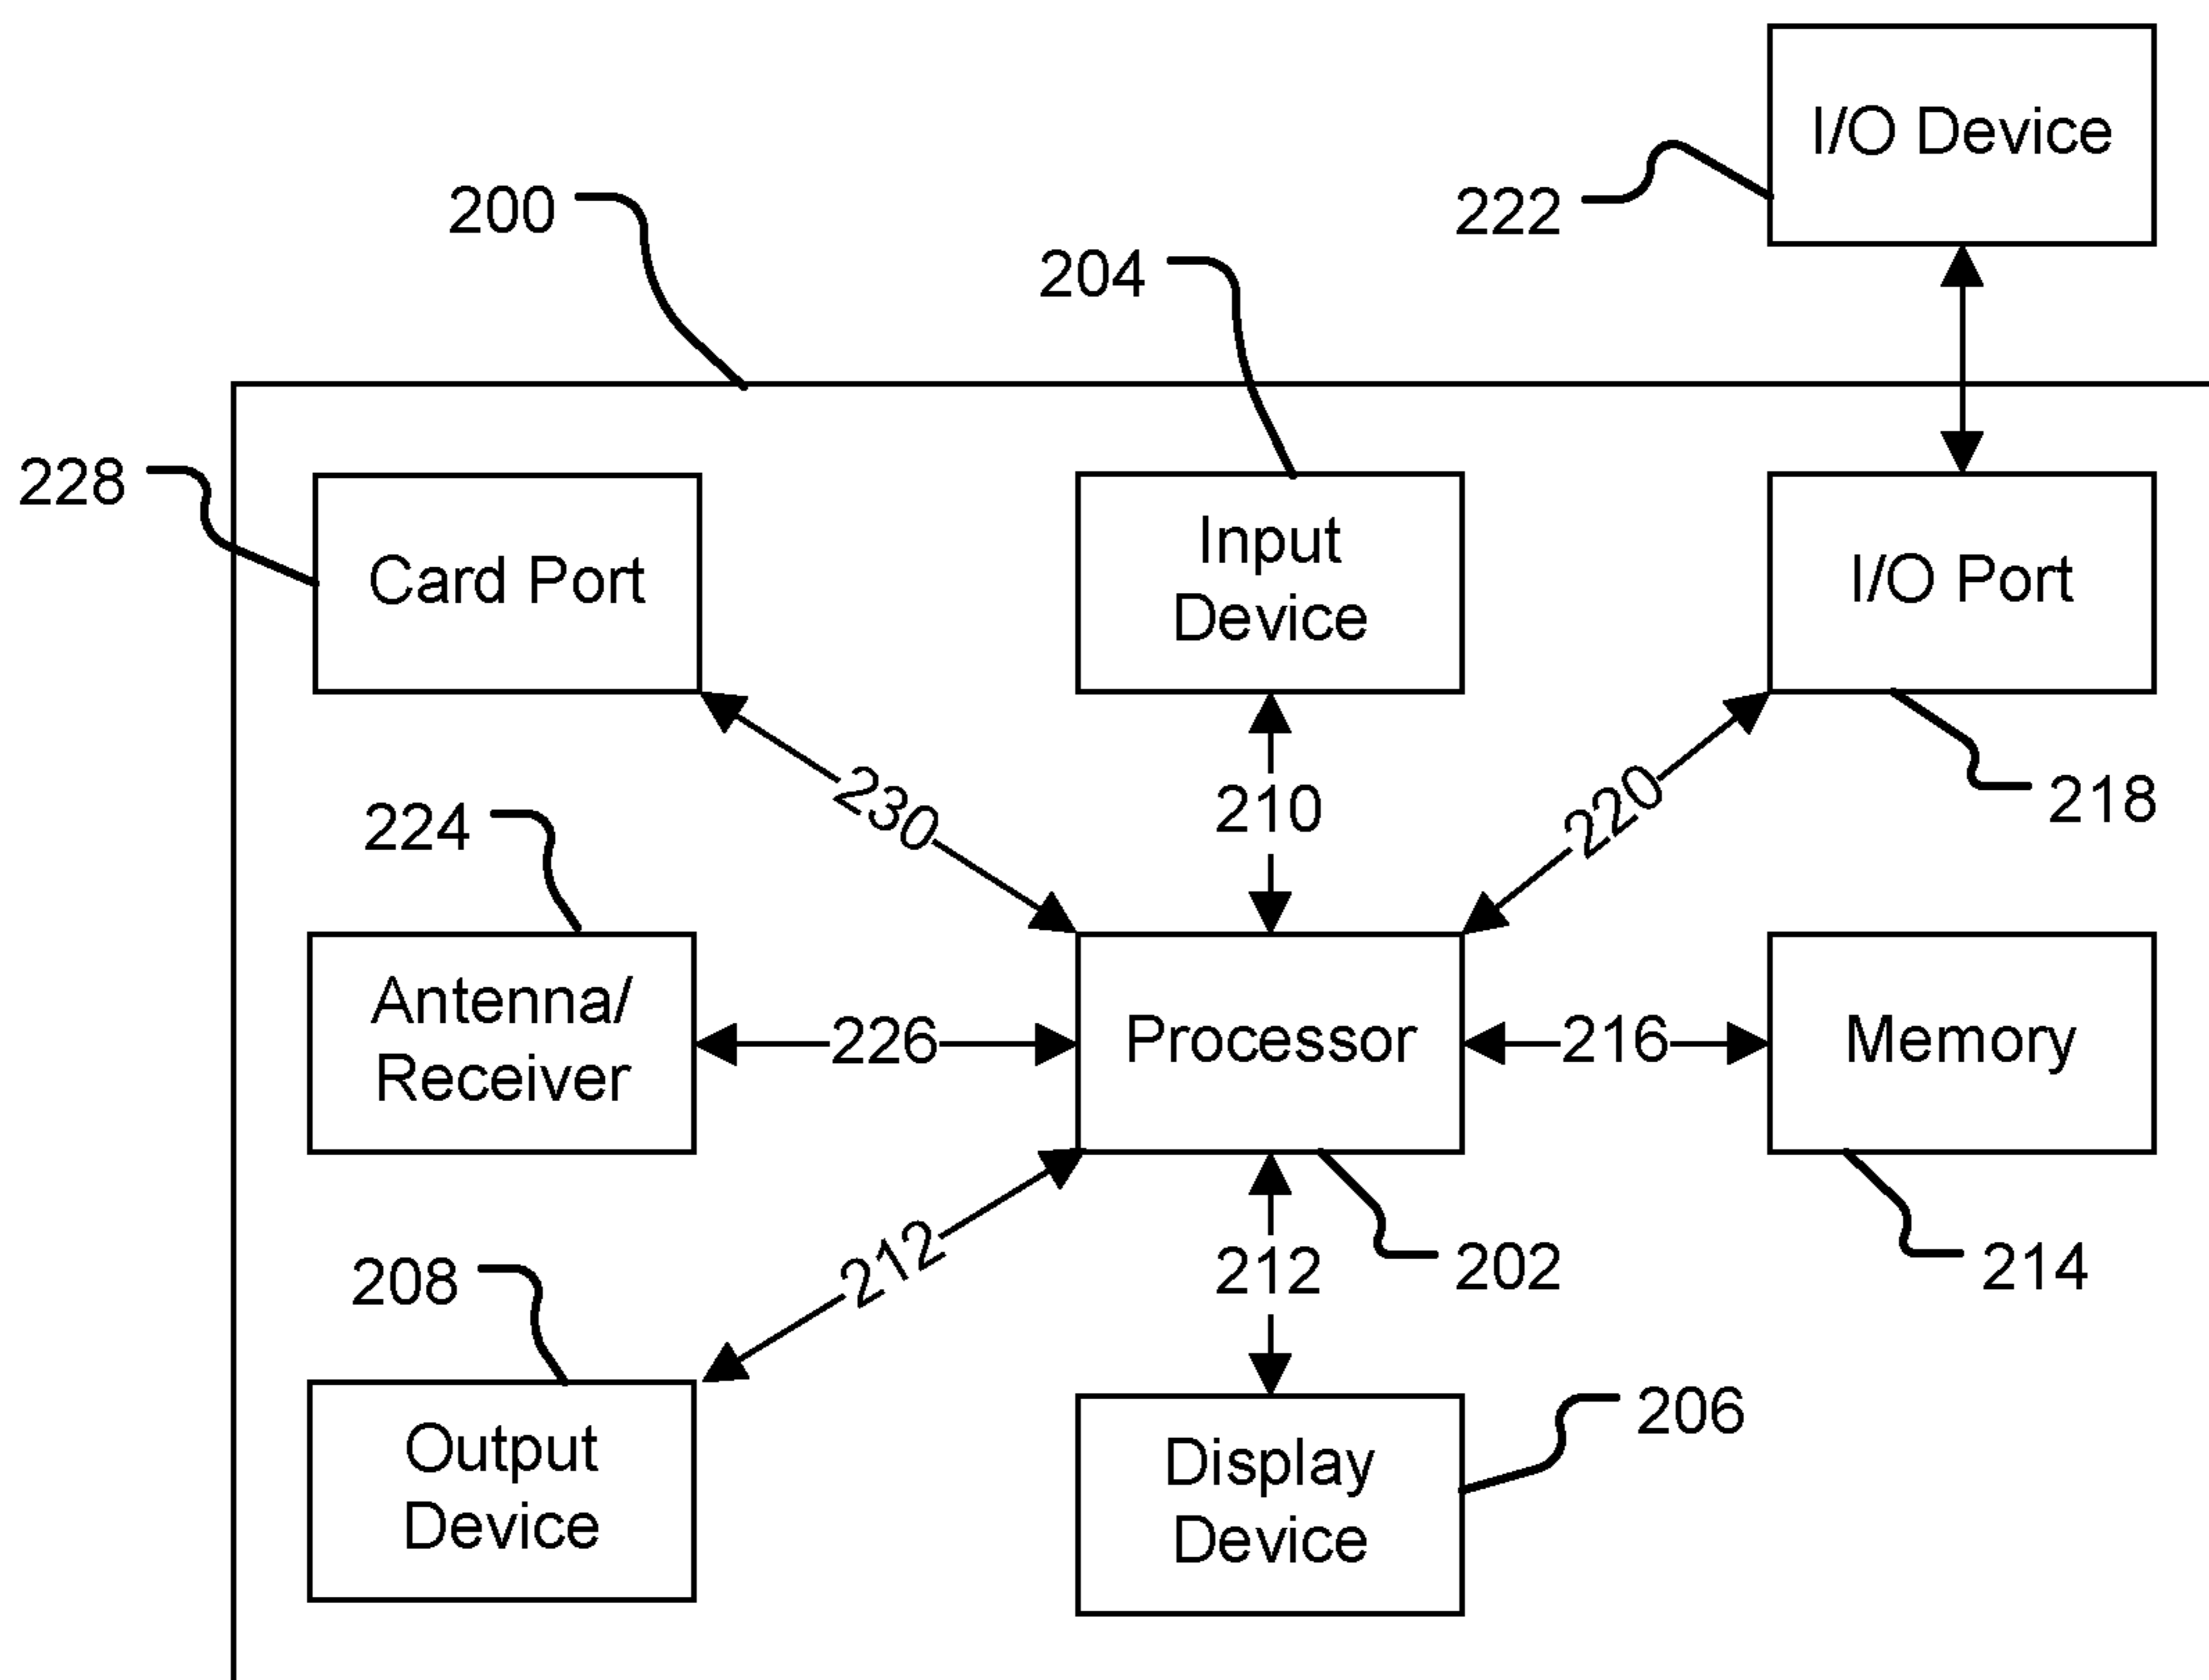 I/O Device
222
200
204
228
Card Port
Input
Device
I/O Port
230
210
220
218
224
Antenna/
Receiver
226
Processor
216
Memory
212
212
202
214
208
Output
Device
206
Display
Device